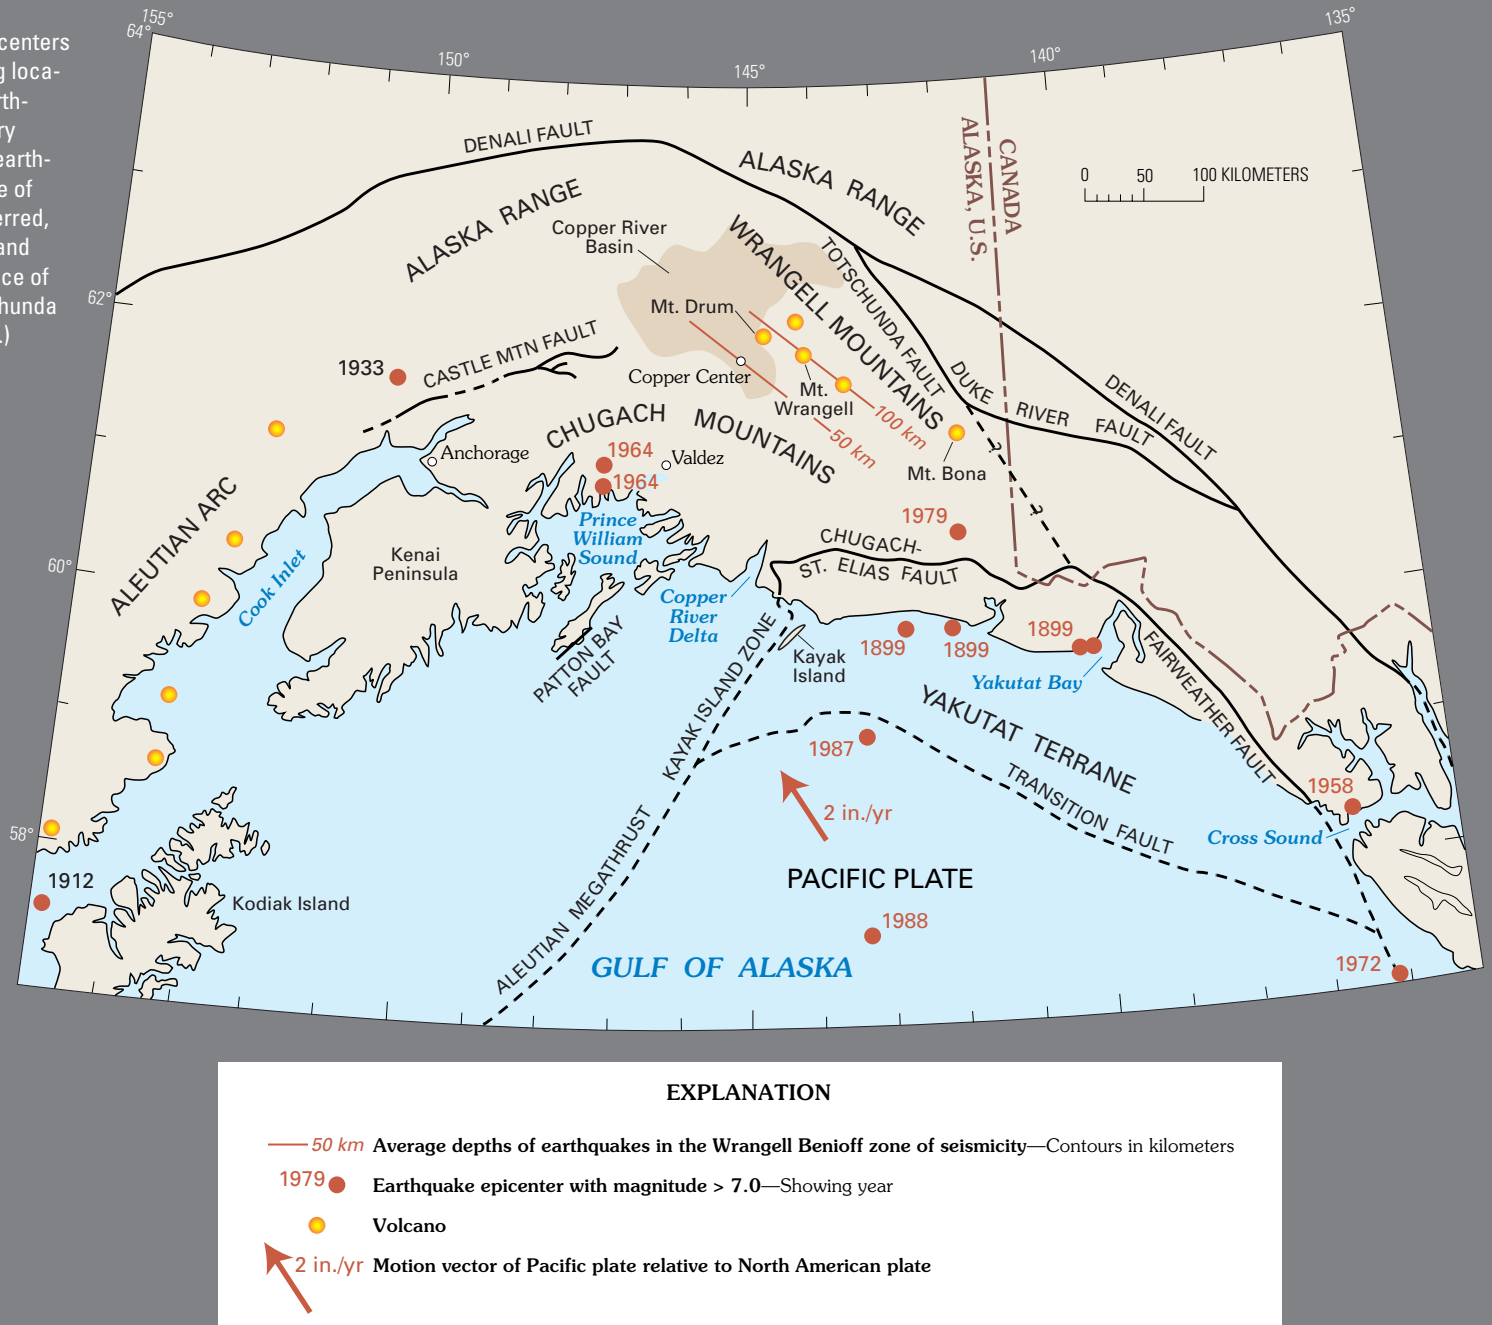 centers
g loca-
rth-
ry
earth-
e of
erred,
and
ce of
hunda
.)
155°
64°
150°
145°
140°
135°
62°
60°
58°
DENALI FAULT
ALASKA RANGE
ALASKA RANGE
CANADA
ALASKA, U.S.
0 50 100 KILOMETERS
Copper River
Basin
WRANGELL MOUNTAINS
TOTSCHUNDA FAULT
Mt. Drum
1933
CASTLE MTN FAULT
Copper Center
Mt.
Wrangell
100 km
50 km
DUKE RIVER FAULT
DENALI FAULT
CHUGACH MOUNTAINS
Anchorage
1964
1964
Valdez
Mt. Bona
?
?
ALEUTIAN ARC
Prince
William
Sound
1979
CHUGACH-
ST. ELIAS FAULT
Kenai
Peninsula
Cook Inlet
Copper
River
Delta
PATTON BAY
FAULT
KAYAK ISLAND ZONE
Kayak
Island
1899
1899
1899
Yakutat Bay
FAIRWEATHER FAULT
YAKUTAT TERRANE
1987
TRANSITION FAULT
2 in./yr
1958
Cross Sound
ALEUTIAN MEGATHRUST
PACIFIC PLATE
1912
Kodiak Island
1988
GULF OF ALASKA
1972
EXPLANATION
50 km Average depths of earthquakes in the Wrangell Benioff zone of seismicity—Contours in kilometers
1979 Earthquake epicenter with magnitude > 7.0—Showing year
Volcano
2 in./yr Motion vector of Pacific plate relative to North American plate